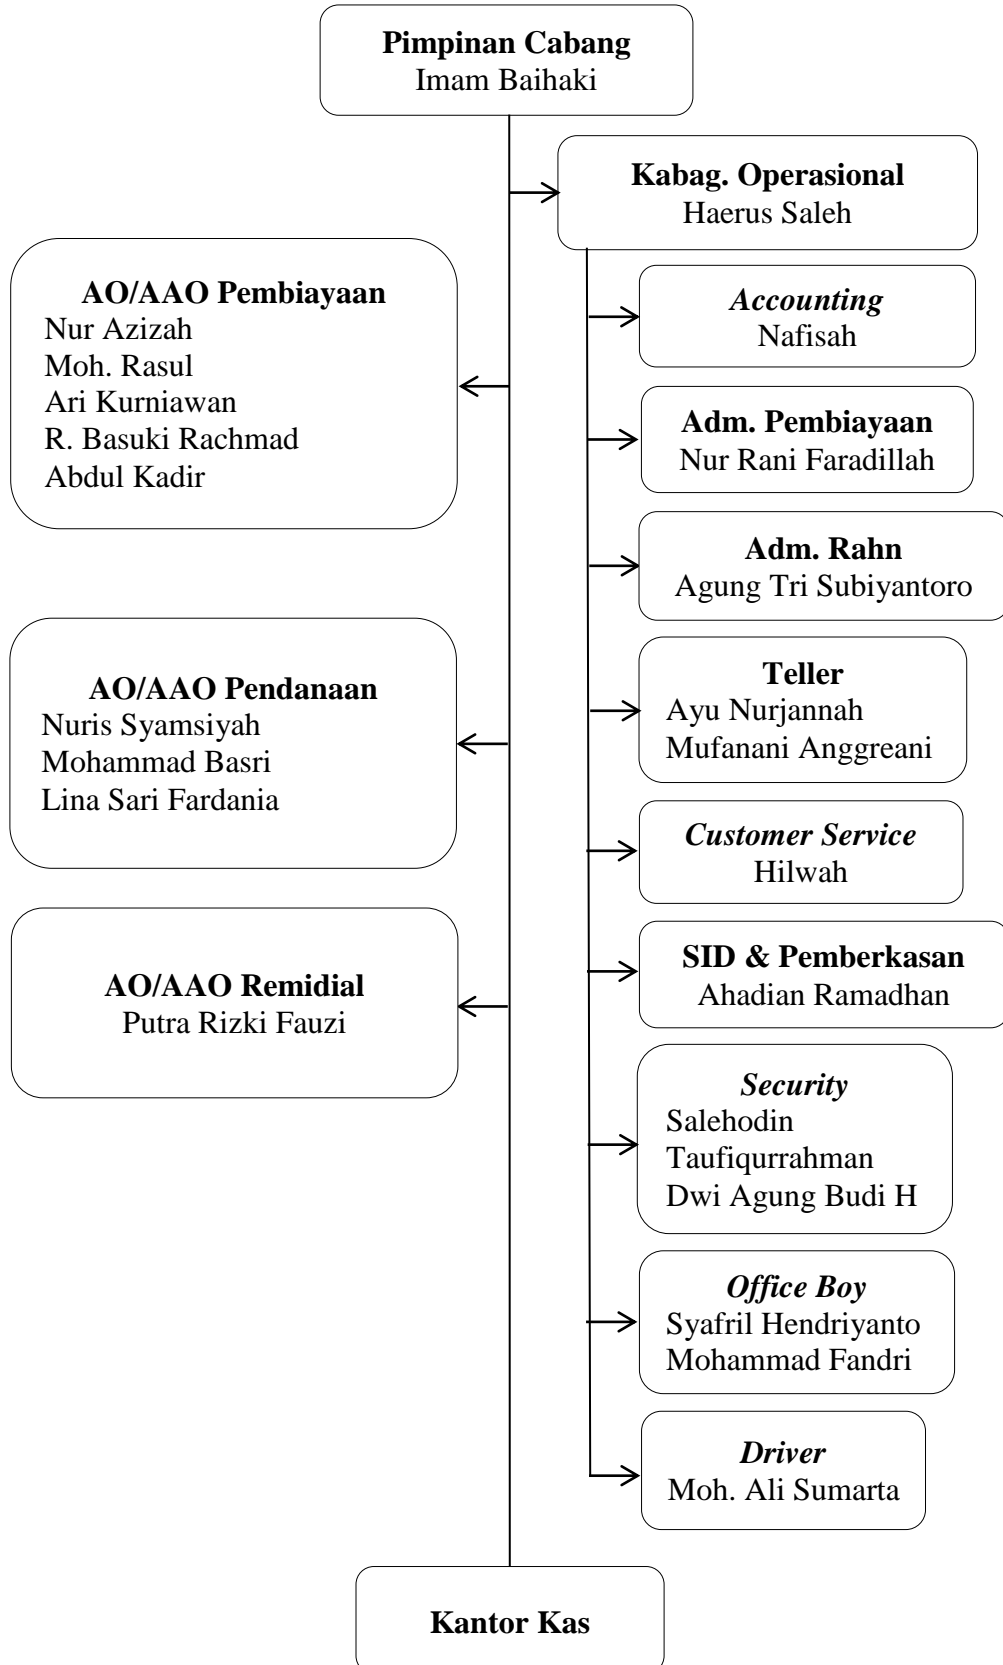 Pimpinan Cabang
Imam Baihaki
Kabag. Operasional
Haerus Saleh
AO/AAO Pembiayaan
Nur Azizah
Moh. Rasul
Ari Kurniawan
R. Basuki Rachmad
Abdul Kadir
AO/AAO Pendanaan
Nuris Syamsiyah
Mohammad Basri
Lina Sari Fardania
AO/AAO Remidial
Putra Rizki Fauzi
Accounting
Nafisah
Adm. Pembiayaan
Nur Rani Faradillah
Adm. Rahn
Agung Tri Subiyantoro
Teller
Ayu Nurjannah
Mufanani Anggreani
Customer Service
Hilwah
SID & Pemberkasan
Ahadian Ramadhan
Security
Salehodin
Taufiqurrahman
Dwi Agung Budi H
Office Boy
Syafril Hendriyanto
Mohammad Fandri
Driver
Moh. Ali Sumarta
Kantor Kas